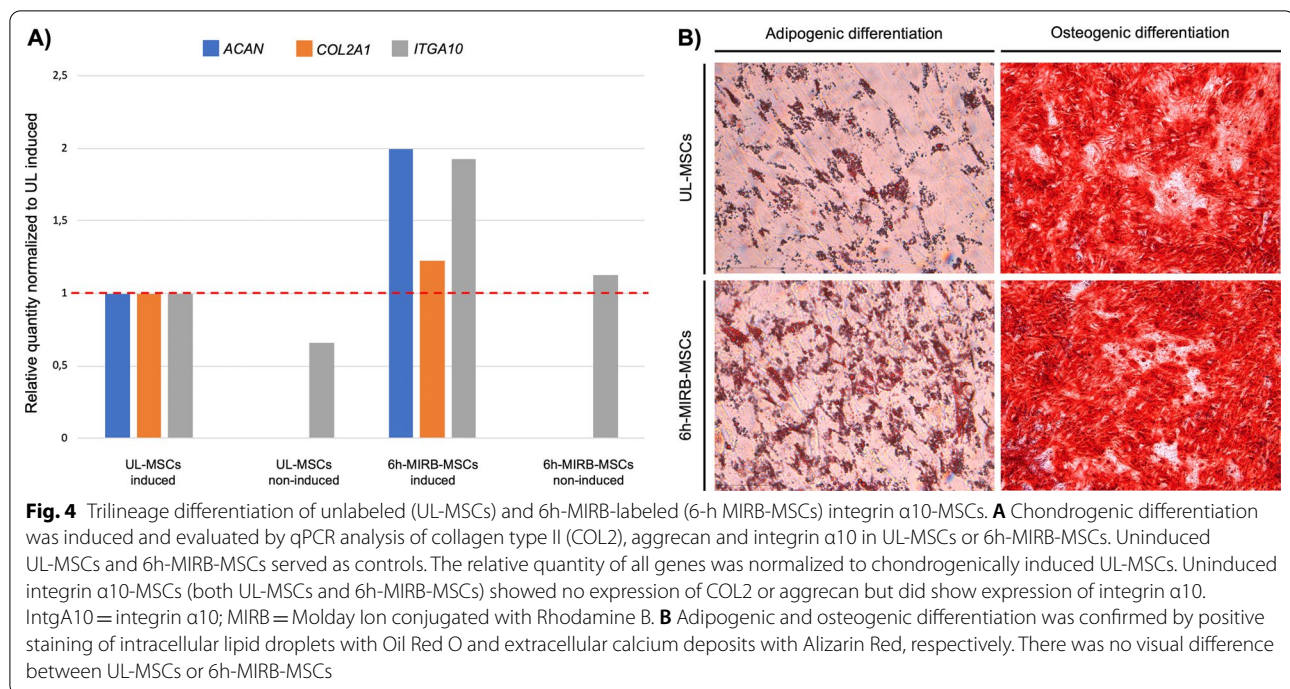 A)
ACAN COL2A1 ITGA10
Relative quantity normalized to UL induced
2,5
2
1,5
1
0,5
0
UL-MSCs induced
UL-MSCs non-induced
6h-MIRB-MSCs induced
6h-MIRB-MSCs non-induced
B)
Adipogenic differentiation
Osteogenic differentiation
UL-MSCs
6h-MIRB-MSCs
Fig. 4 Trilineage differentiation of unlabeled (UL-MSCs) and 6h-MIRB-labeled (6-h MIRB-MSCs) integrin α10-MSCs. A Chondrogenic differentiation
was induced and evaluated by qPCR analysis of collagen type II (COL2), aggrecan and integrin α10 in UL-MSCs or 6h-MIRB-MSCs. Uninduced
UL-MSCs and 6h-MIRB-MSCs served as controls. The relative quantity of all genes was normalized to chondrogenically induced UL-MSCs. Uninduced
integrin α10-MSCs (both UL-MSCs and 6h-MIRB-MSCs) showed no expression of COL2 or aggrecan but did show expression of integrin α10.
IntgA10 = integrin α10; MIRB = Molday Ion conjugated with Rhodamine B. B Adipogenic and osteogenic differentiation was confirmed by positive
staining of intracellular lipid droplets with Oil Red O and extracellular calcium deposits with Alizarin Red, respectively. There was no visual difference
between UL-MSCs or 6h-MIRB-MSCs